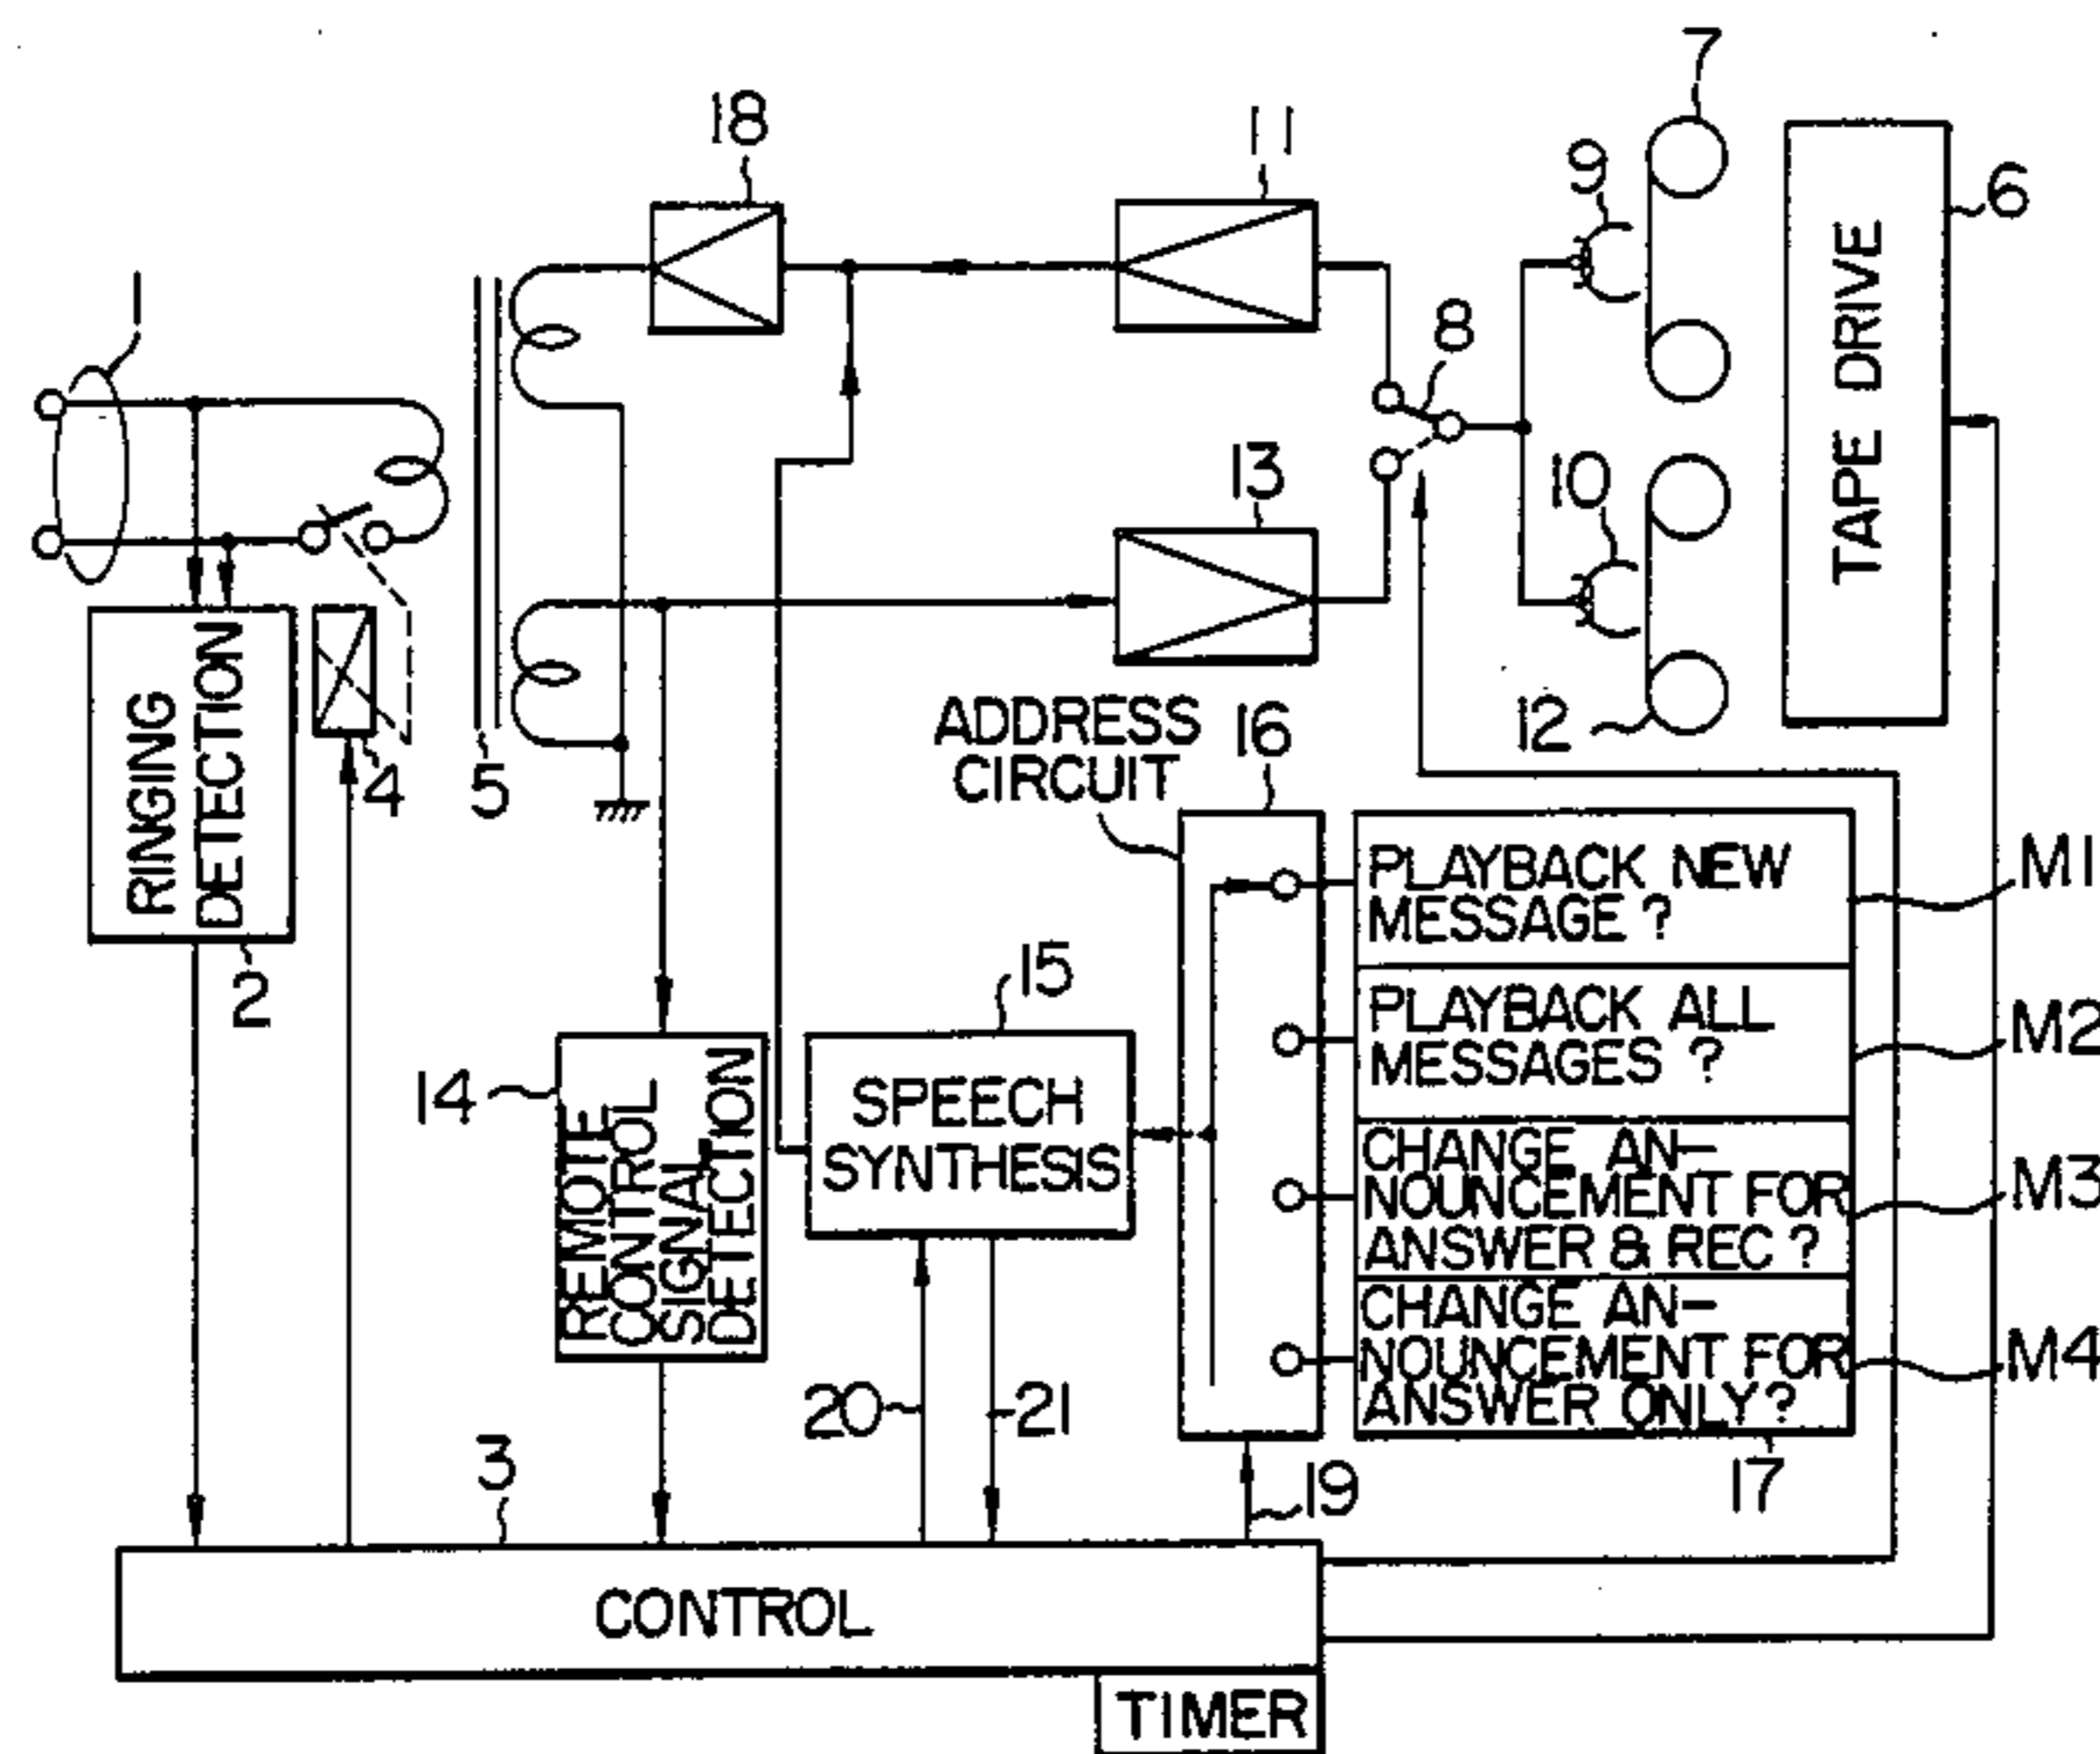 7
18
11
9
6
TAPE DRIVE
1
8
13
10
RINGING
DETECTION
4
5
12
ADDRESS
CIRCUIT
16
2
PLAYBACK NEW
MESSAGE ?
M1
15
PLAYBACK ALL
MESSAGES ?
M2
14
REMOTE
CONTROL
SIGNAL
DETECTION
SPEECH
SYNTHESIS
CHANGE AN-
NOUNCEMENT FOR
ANSWER & REC ?
M3
CHANGE AN-
NOUNCEMENT FOR
ANSWER ONLY?
M4
20
21
3
19
17
CONTROL
TIMER